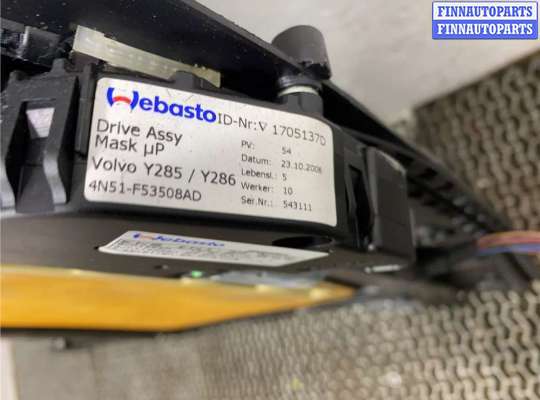 FINNAUTOPARTS
FINNAUTOPARTS
Webasto ID-Nr:V 1705137D
Drive Assy
Mask µP
Volvo Y285 / Y286
4N51-F53508AD
PV: 54
Datum: 23.10.2006
Lebensl.: 5
Werker: 10
Ser.Nr.: 543111
Webasto